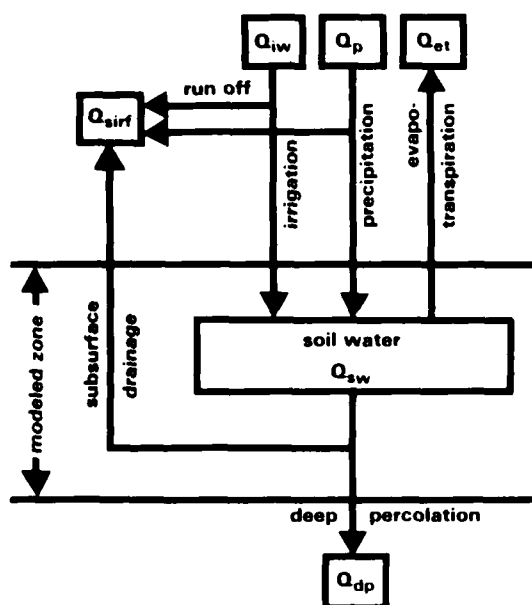 Q_iw Q_p Q_et
run off
Q_sirf
irrigation
precipitation
evapo-
transpiration
modeled zone
subsurface
drainage
soil water
Q_sw
deep percolation
Q_dp